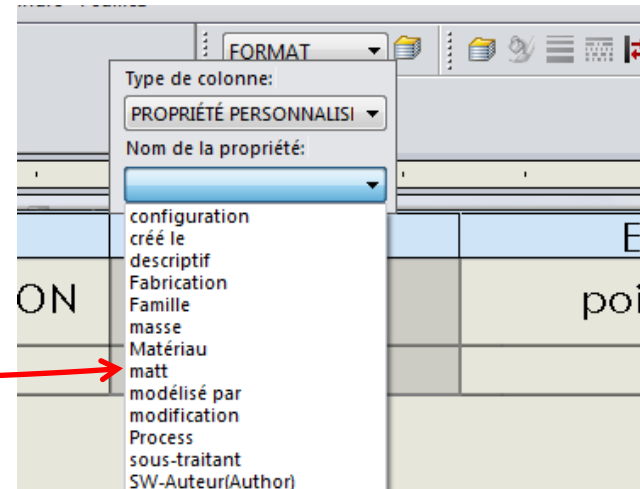 FORMAT
Type de colonne:
PROPRIÉTÉ PERSONNALISI
Nom de la propriété:
configuration
créé le
descriptif
Fabrication
Famille
masse
Matériau
matt
modélisé par
modification
Process
sous-traitant
SW-Auteur(Author)
E
ON
poi